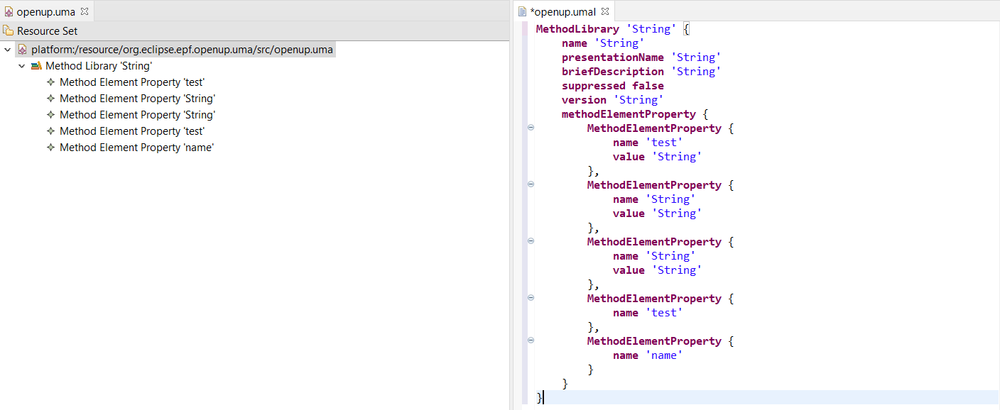 openup.uma
Resource Set
platform:/resource/org.eclipse.epf.openup.uma/src/openup.uma
Method Library 'String'
Method Element Property 'test'
Method Element Property 'String'
Method Element Property 'String'
Method Element Property 'test'
Method Element Property 'name'
*openup.umal
MethodLibrary 'String' {
name 'String'
presentationName 'String'
briefDescription 'String'
suppressed false
version 'String'
methodElementProperty {
MethodElementProperty {
name 'test'
value 'String'
},
MethodElementProperty {
name 'String'
value 'String'
},
MethodElementProperty {
name 'String'
value 'String'
},
MethodElementProperty {
name 'test'
},
MethodElementProperty {
name 'name'
}
}
}